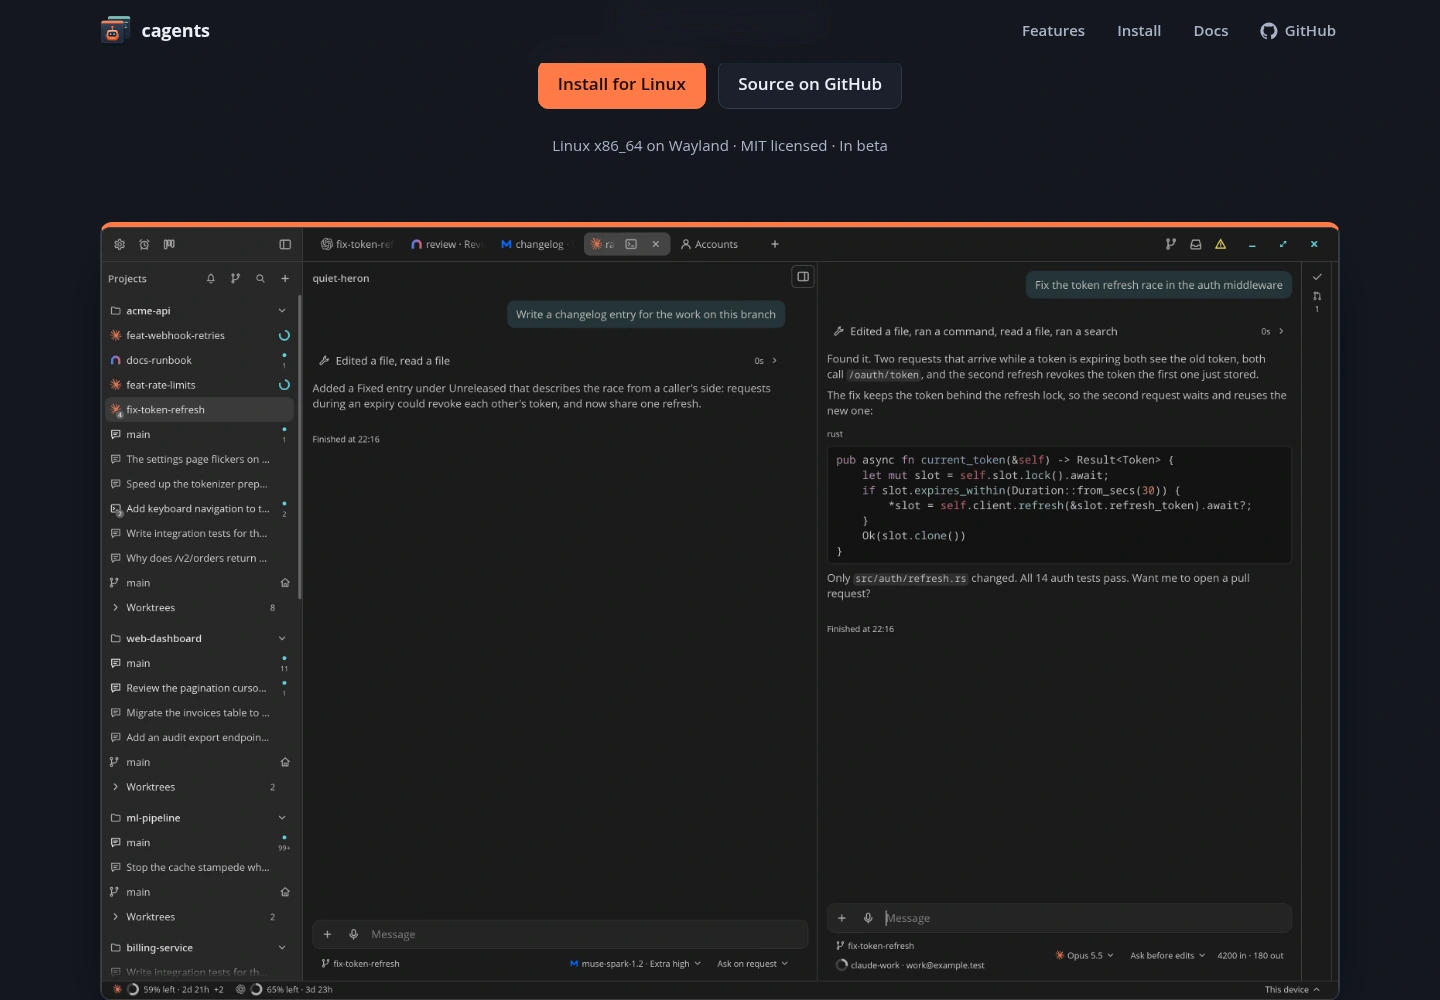 cagents
Features
Install
Docs
GitHub
Install for Linux
Source on GitHub
Linux x86_64 on Wayland · MIT licensed · In beta
fix-token-ref
review · Rev
changelog ·
ra
Accounts
Projects
acme-api
feat-webhook-retries
docs-runbook
1
feat-rate-limits
fix-token-refresh
4
main
1
The settings page flickers on ...
Speed up the tokenizer prep...
Add keyboard navigation to t...
2
Write integration tests for th...
Why does /v2/orders return ...
main
Worktrees
8
web-dashboard
main
11
Review the pagination curso...
1
Migrate the invoices table to ...
Add an audit export endpoin...
main
Worktrees
2
ml-pipeline
main
99+
Stop the cache stampede wh...
main
Worktrees
2
billing-service
Write integration tests for th...
quiet-heron
Write a changelog entry for the work on this branch
Edited a file, read a file
0s
Added a Fixed entry under Unreleased that describes the race from a caller's side: requests
during an expiry could revoke each other's token, and now share one refresh.
Finished at 22:16
Message
fix-token-refresh
muse-spark-1.2 · Extra high
Ask on request
Fix the token refresh race in the auth middleware
Edited a file, ran a command, read a file, ran a search
0s
Found it. Two requests that arrive while a token is expiring both see the old token, both
call /oauth/token, and the second refresh revokes the token the first one just stored.
The fix keeps the token behind the refresh lock, so the second request waits and reuses the
new one:
rust
pub async fn current_token(&self) -> Result<Token> {
let mut slot = self.slot.lock().await;
if slot.expires_within(Duration::from_secs(30)) {
*slot = self.client.refresh(&slot.refresh_token).await?;
}
Ok(slot.clone())
}
Only src/auth/refresh.rs changed. All 14 auth tests pass. Want me to open a pull
request?
Finished at 22:16
Message
fix-token-refresh
claude-work · work@example.test
Opus 5.5
Ask before edits
4200 in · 180 out
1
59% left · 2d 21h +2
65% left · 3d 23h
This device